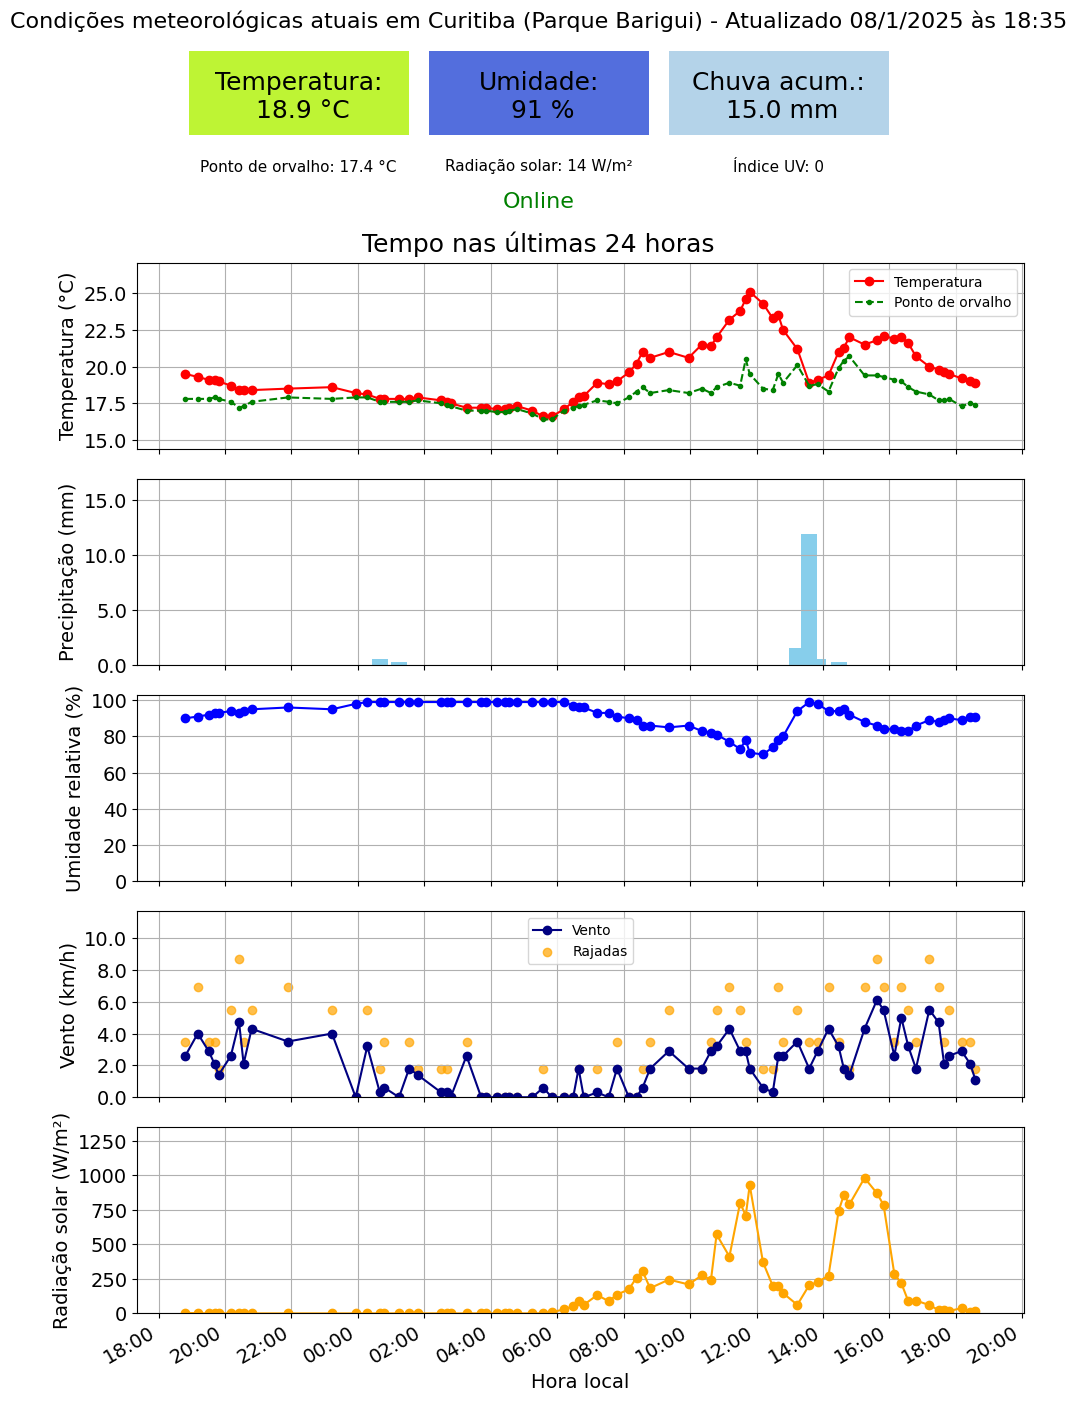 Condições meteorológicas atuais em Curitiba (Parque Barigui) - Atualizado 08/1/2025 às 18:35
Temperatura:
18.9 °C
Umidade:
91 %
Chuva acum.:
15.0 mm
Ponto de orvalho: 17.4 °C
Radiação solar: 14 W/m²
Índice UV: 0
Online
Tempo nas últimas 24 horas
Temperatura (°C)
25.0
22.5
20.0
17.5
15.0
Temperatura
Ponto de orvalho
Precipitação (mm)
15.0
10.0
5.0
0.0
Umidade relativa (%)
100
80
60
40
20
0
Vento (km/h)
10.0
8.0
6.0
4.0
2.0
0.0
Vento
Rajadas
Radiação solar (W/m²)
1250
1000
750
500
250
0
18:00
20:00
22:00
00:00
02:00
04:00
06:00
08:00
10:00
12:00
14:00
16:00
18:00
20:00
Hora local